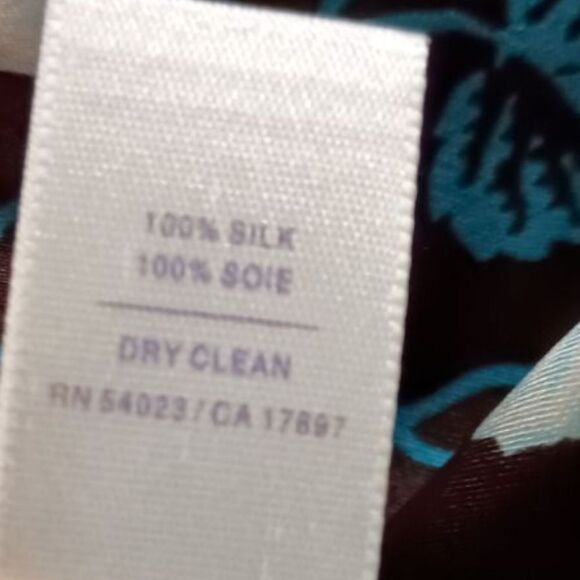 100% SILK
100% SOIE
DRY CLEAN
RN 54023 / CA 17897